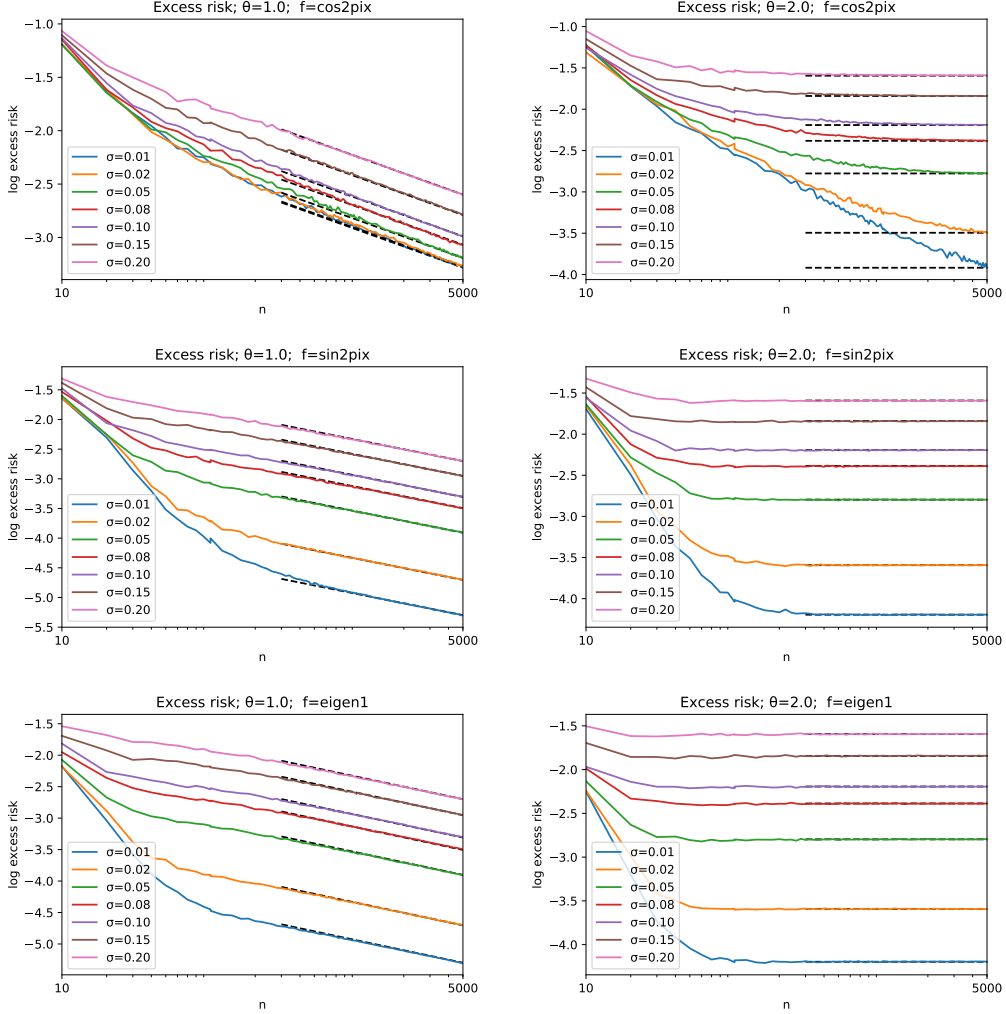 Excess risk; θ=1.0;  f=cos2pix
log excess risk
−1.0
−1.5
−2.0
−2.5
−3.0
σ=0.01
σ=0.02
σ=0.05
σ=0.08
σ=0.10
σ=0.15
σ=0.20
10
5000
n
Excess risk; θ=2.0;  f=cos2pix
log excess risk
−1.0
−1.5
−2.0
−2.5
−3.0
−3.5
−4.0
σ=0.01
σ=0.02
σ=0.05
σ=0.08
σ=0.10
σ=0.15
σ=0.20
10
5000
n
Excess risk; θ=1.0;  f=sin2pix
log excess risk
−1.5
−2.0
−2.5
−3.0
−3.5
−4.0
−4.5
−5.0
−5.5
σ=0.01
σ=0.02
σ=0.05
σ=0.08
σ=0.10
σ=0.15
σ=0.20
10
5000
n
Excess risk; θ=2.0;  f=sin2pix
log excess risk
−1.5
−2.0
−2.5
−3.0
−3.5
−4.0
σ=0.01
σ=0.02
σ=0.05
σ=0.08
σ=0.10
σ=0.15
σ=0.20
10
5000
n
Excess risk; θ=1.0;  f=eigen1
log excess risk
−1.5
−2.0
−2.5
−3.0
−3.5
−4.0
−4.5
−5.0
σ=0.01
σ=0.02
σ=0.05
σ=0.08
σ=0.10
σ=0.15
σ=0.20
10
5000
n
Excess risk; θ=2.0;  f=eigen1
log excess risk
−1.5
−2.0
−2.5
−3.0
−3.5
−4.0
σ=0.01
σ=0.02
σ=0.05
σ=0.08
σ=0.10
σ=0.15
σ=0.20
10
5000
n